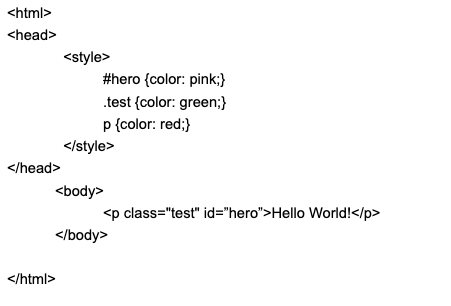 <html>
<head>
<style>
#hero {color: pink;}
.test {color: green;}
p {color: red;}
</style>
</head>
<body>
<p class="test" id=”hero”>Hello World!</p>
</body>
</html>